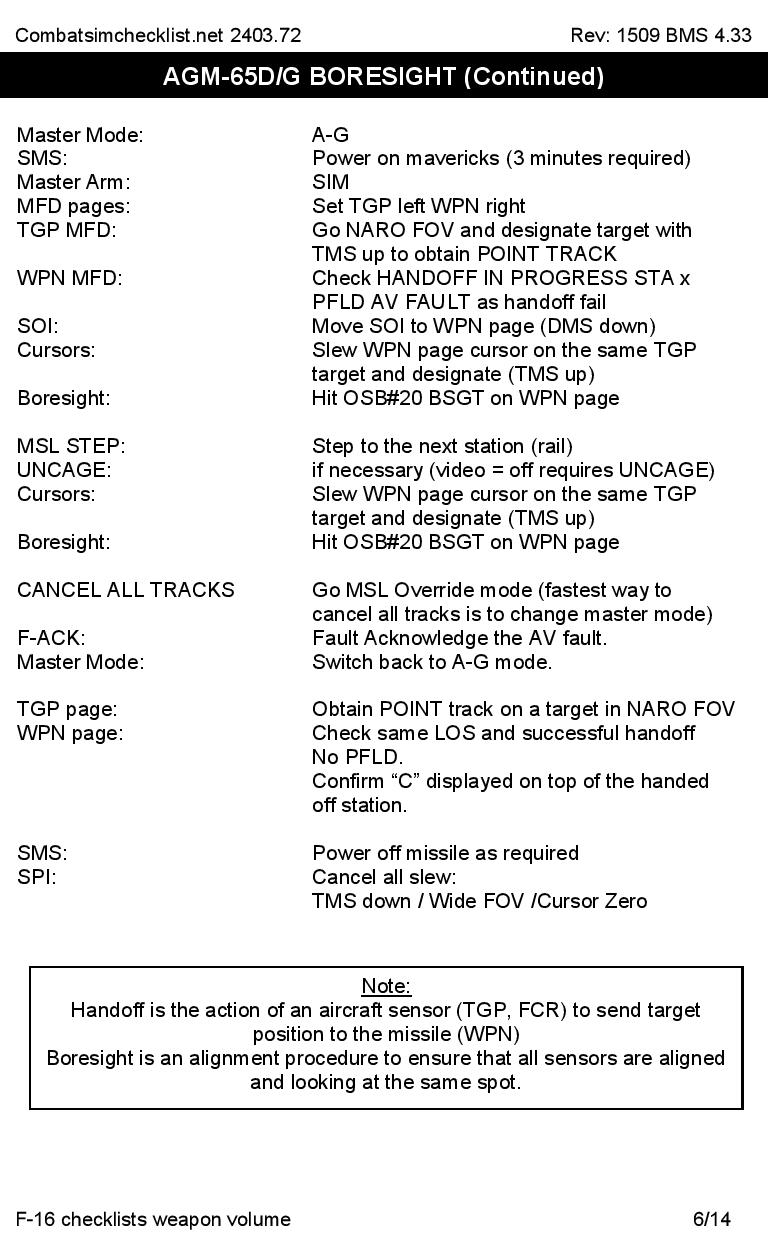 Combatsimchecklist.net 2403.72 Rev: 1509 BMS 4.33
AGM-65D/G BORESIGHT (Continued)
Master Mode: A-G
SMS: Power on mavericks (3 minutes required)
Master Arm: SIM
MFD pages: Set TGP left WPN right
TGP MFD: Go NARO FOV and designate target with
TMS up to obtain POINT TRACK
WPN MFD: Check HANDOFF IN PROGRESS STA x
PFLD AV FAULT as handoff fail
SOI: Move SOI to WPN page (DMS down)
Cursors: Slew WPN page cursor on the same TGP
target and designate (TMS up)
Boresight: Hit OSB#20 BSGT on WPN page
MSL STEP: Step to the next station (rail)
UNCAGE: if necessary (video = off requires UNCAGE)
Cursors: Slew WPN page cursor on the same TGP
target and designate (TMS up)
Boresight: Hit OSB#20 BSGT on WPN page
CANCEL ALL TRACKS Go MSL Override mode (fastest way to
cancel all tracks is to change master mode)
F-ACK: Fault Acknowledge the AV fault.
Master Mode: Switch back to A-G mode.
TGP page: Obtain POINT track on a target in NARO FOV
WPN page: Check same LOS and successful handoff
No PFLD.
Confirm “C” displayed on top of the handed
off station.
SMS: Power off missile as required
SPI: Cancel all slew:
TMS down / Wide FOV /Cursor Zero
Note:
Handoff is the action of an aircraft sensor (TGP, FCR) to send target
position to the missile (WPN)
Boresight is an alignment procedure to ensure that all sensors are aligned
and looking at the same spot.
F-16 checklists weapon volume 6/14